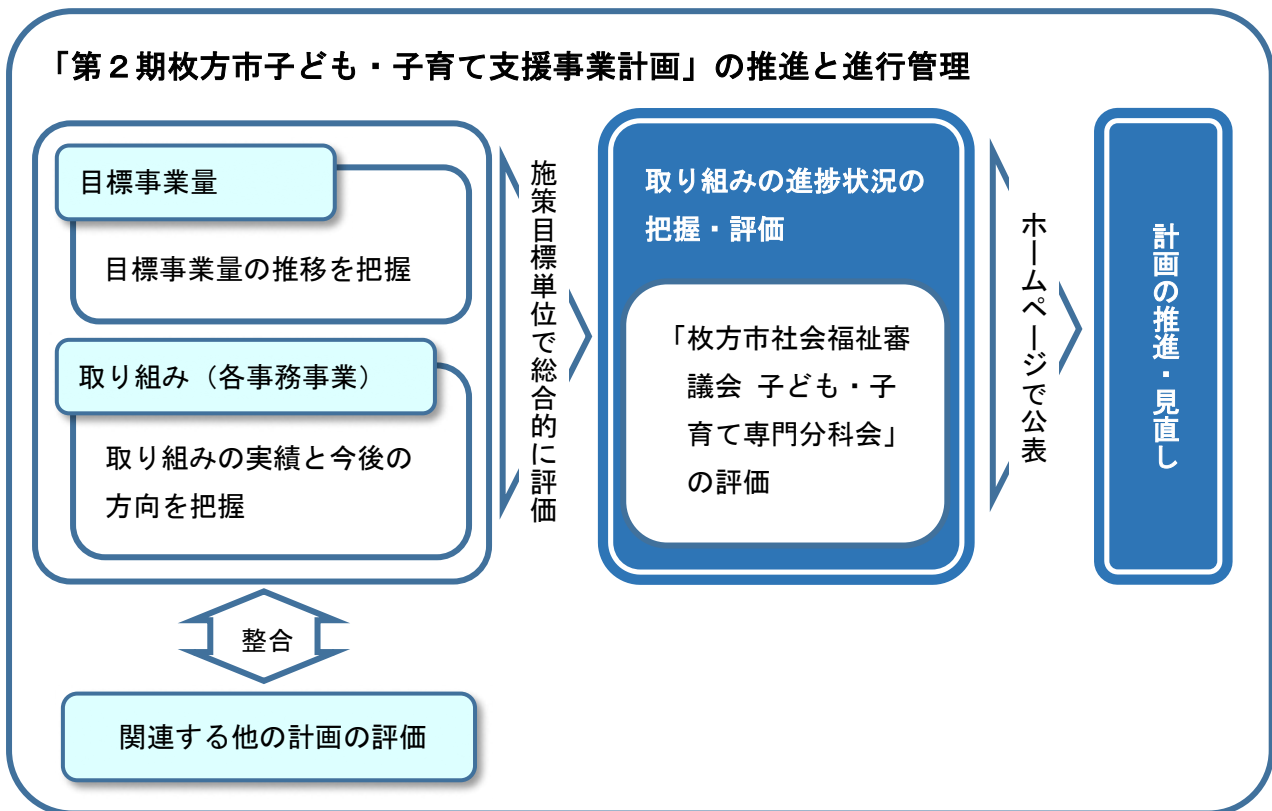 「第２期枚方市子ども・子育て支援事業計画」の推進と進行管理
目標事業量
目標事業量の推移を把握
取り組み（各事務事業）
取り組みの実績と今後の
方向を把握
整合
関連する他の計画の評価
施策目標単位で総合的に評価
取り組みの進捗状況の
把握・評価
「枚方市社会福祉審
議会 子ども・子
育て専門分科会」
の評価
ホームページで公表
計画の推進・見直し